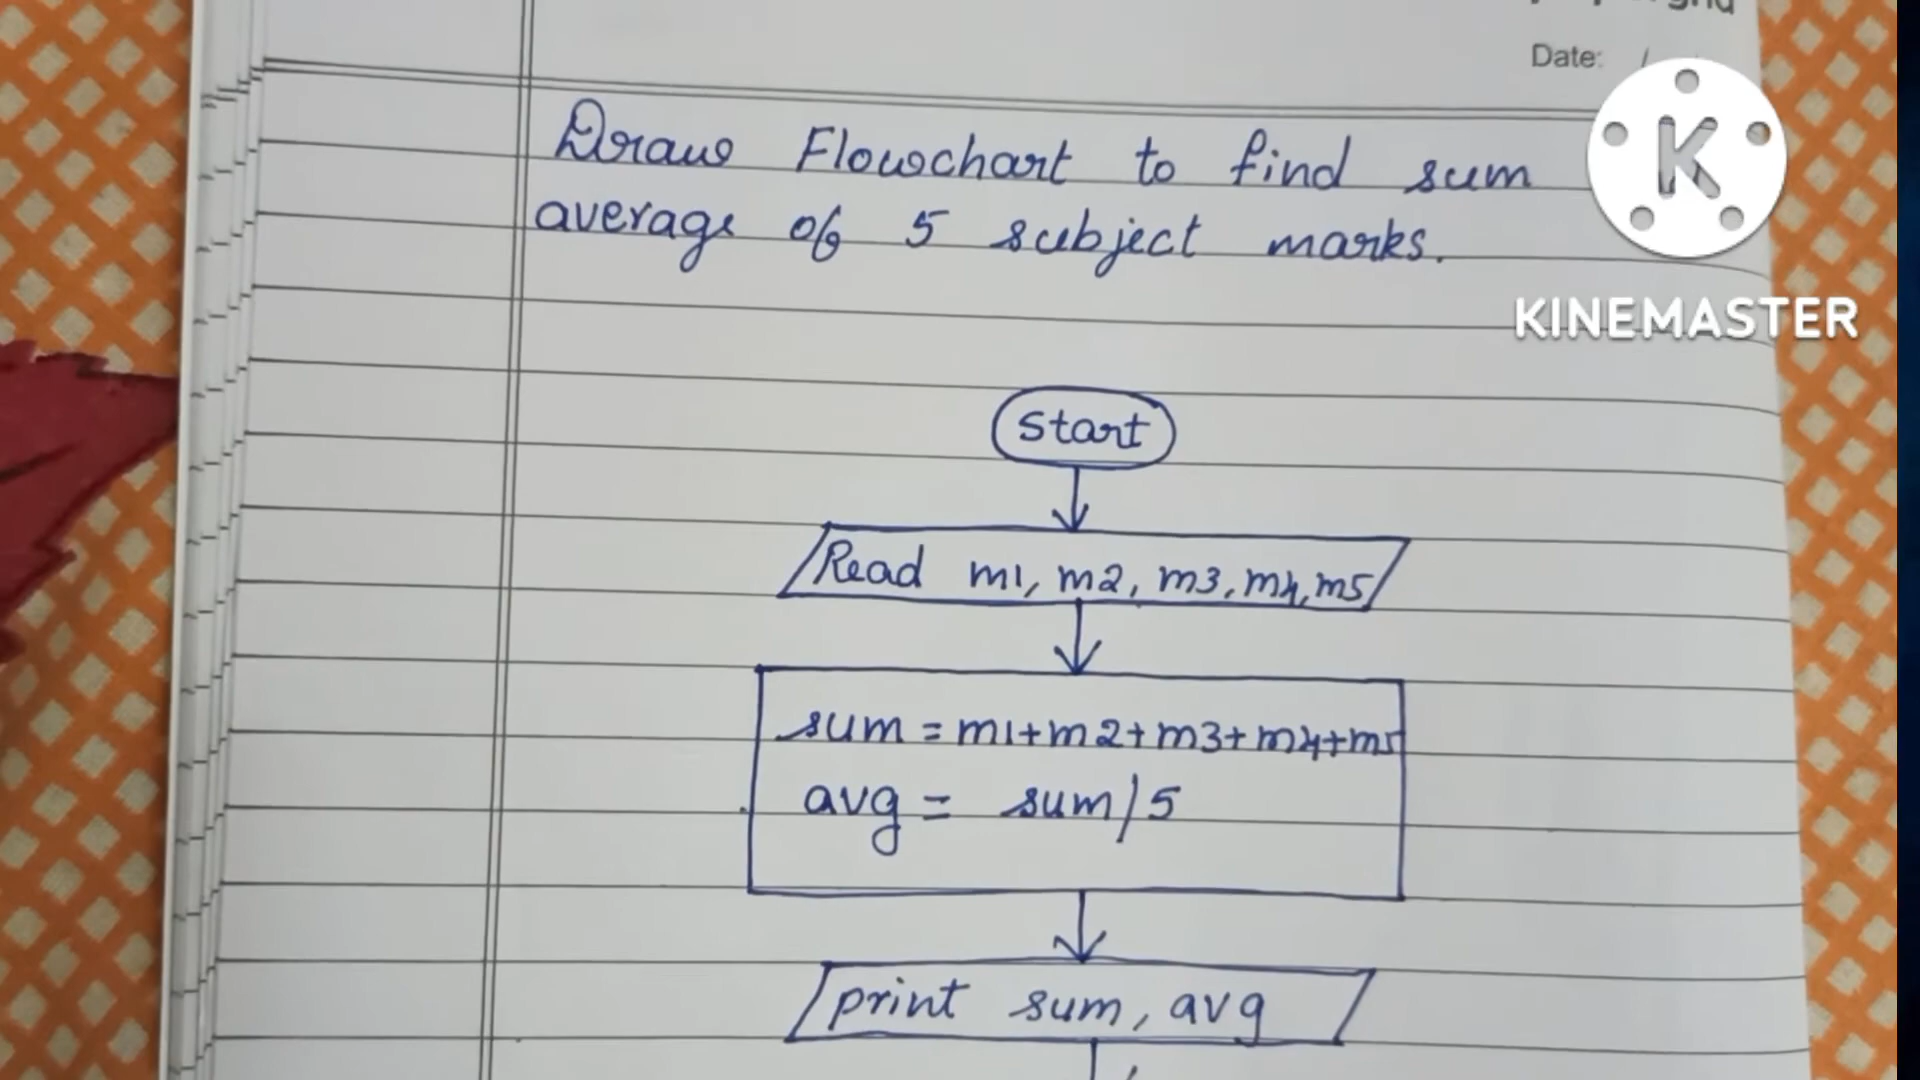 Date: /
Draw Flowchart to find sum
average of 5 subject marks.
K
KINEMASTER
Start
Read m1, m2, m3, m4, m5
sum = m1+m2+m3+m4+m5
avg = sum/5
print sum, avg